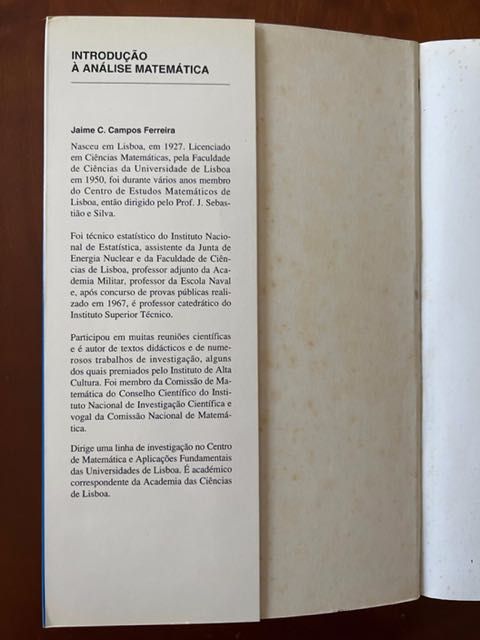 INTRODUÇÃO
À ANÁLISE MATEMÁTICA
Jaime C. Campos Ferreira
Nasceu em Lisboa, em 1927. Licenciado
em Ciências Matemáticas, pela Faculdade
de Ciências da Universidade de Lisboa
em 1950, foi durante vários anos membro
do Centro de Estudos Matemáticos de
Lisboa, então dirigido pelo Prof. J. Sebas-
tião e Silva.
Foi técnico estatístico do Instituto Nacio-
nal de Estatística, assistente da Junta de
Energia Nuclear e da Faculdade de Ciên-
cias de Lisboa, professor adjunto da Aca-
demia Militar, professor da Escola Naval
e, após concurso de provas públicas reali-
zado em 1967, é professor catedrático do
Instituto Superior Técnico.
Participou em muitas reuniões científicas
e é autor de textos didácticos e de nume-
rosos trabalhos de investigação, alguns
dos quais premiados pelo Instituto de Alta
Cultura. Foi membro da Comissão de Ma-
temática do Conselho Científico do Insti-
tuto Nacional de Investigação Científica e
vogal da Comissão Nacional de Matemá-
tica.
Dirige uma linha de investigação no Centro
de Matemática e Aplicações Fundamentais
das Universidades de Lisboa. É académico
correspondente da Academia das Ciências
de Lisboa.